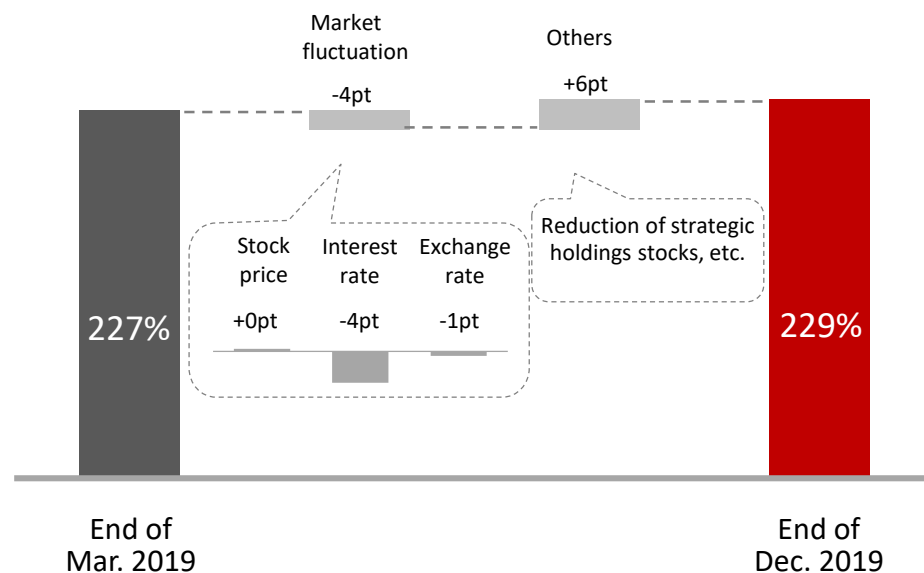 Market
fluctuation
-4pt
Others
+6pt
Stock
price
+0pt
Interest
rate
-4pt
Exchange
rate
-1pt
Reduction of strategic
holdings stocks, etc.
227%
229%
End of
Mar. 2019
End of
Dec. 2019